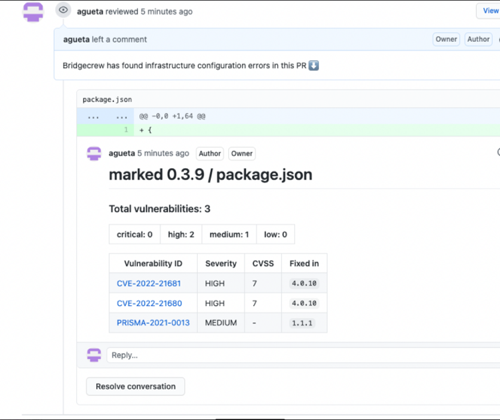 agueta reviewed 5 minutes ago
View
agueta left a comment
Owner
Author
Bridgecrew has found infrastructure configuration errors in this PR ⬇️
package.json
... ... @@ -0,0 +1,64 @@
1 + {
agueta 5 minutes ago Author Owner
marked 0.3.9 / package.json
Total vulnerabilities: 3
critical: 0 high: 2 medium: 1 low: 0
Vulnerability ID Severity CVSS Fixed in
CVE-2022-21681 HIGH 7 4.0.10
CVE-2022-21680 HIGH 7 4.0.10
PRISMA-2021-0013 MEDIUM - 1.1.1
Reply...
Resolve conversation